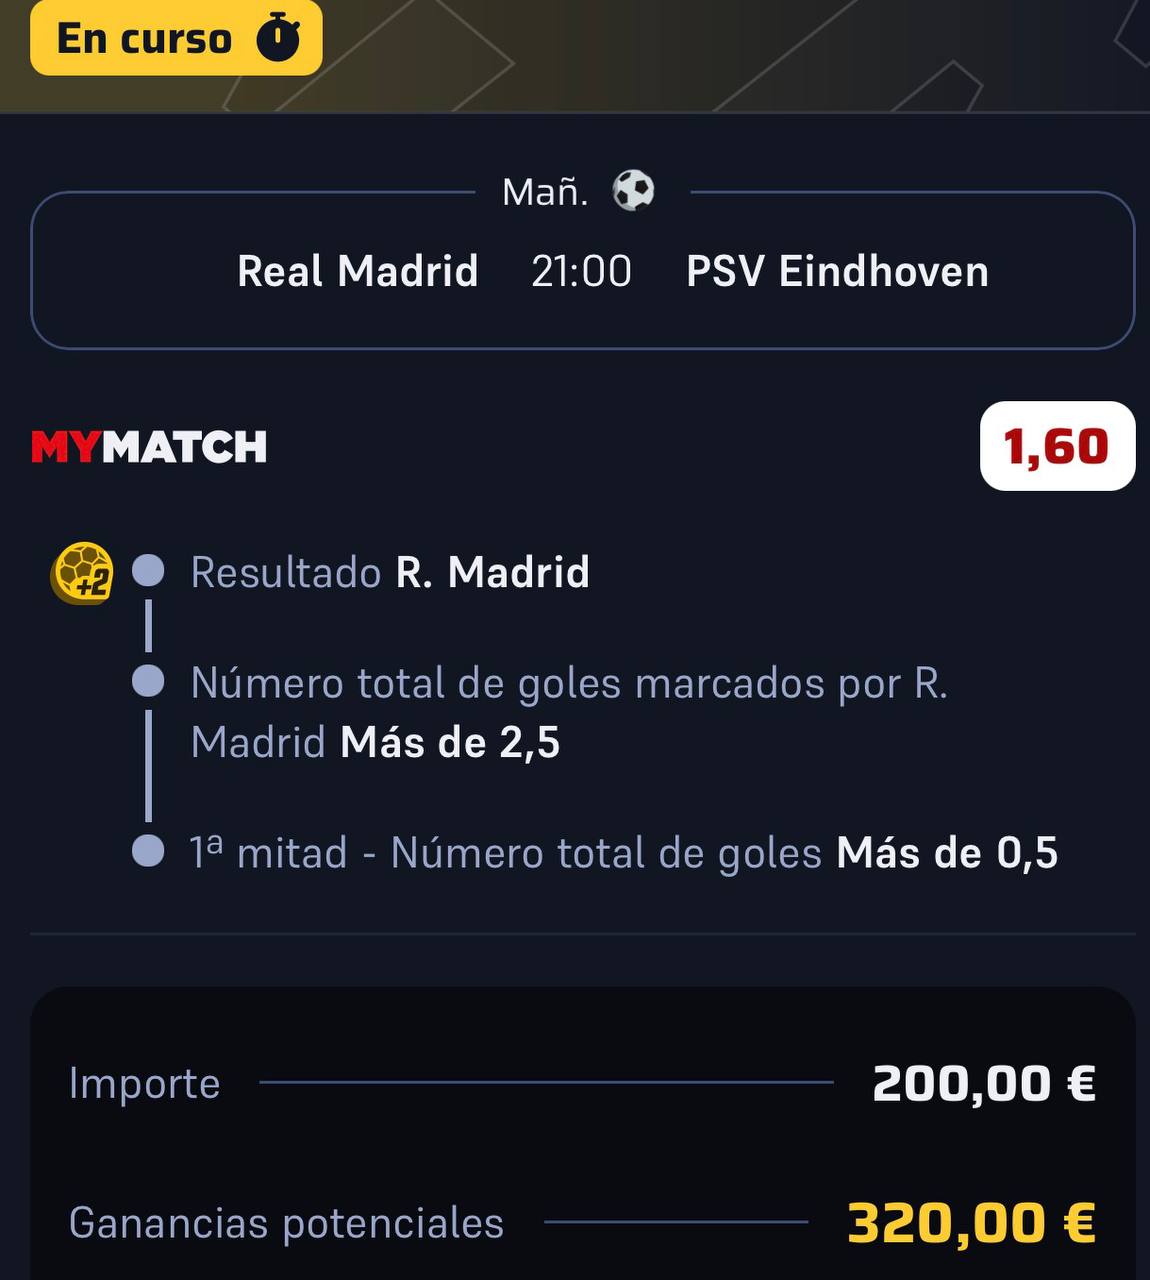 En curso
Mañ.
Real Madrid 21:00 PSV Eindhoven
MYMATCH 1,60
+2 Resultado R. Madrid
Número total de goles marcados por R.
Madrid Más de 2,5
1ª mitad - Número total de goles Más de 0,5
Importe 200,00 €
Ganancias potenciales 320,00 €